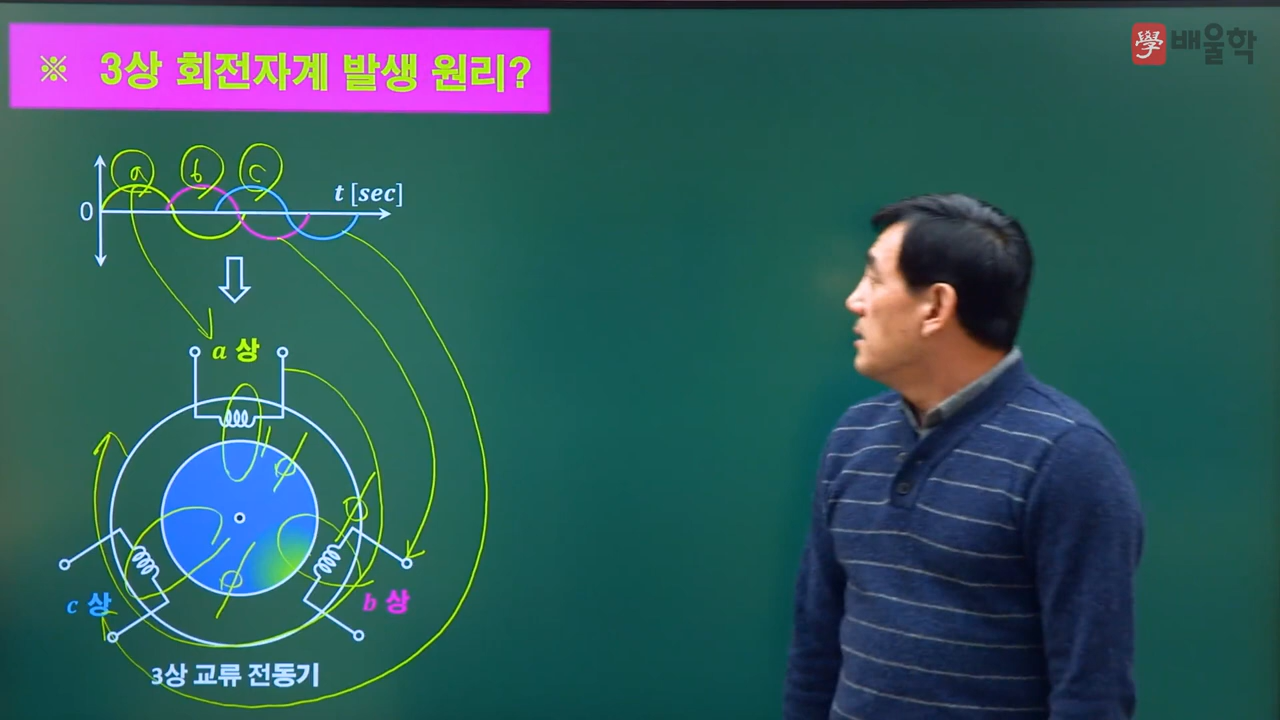 ※ 3상 회전자계 발생 원리?
學 배울학
a b c
t [sec]
0
a 상
ϕ
ϕ
ϕ
c 상
b 상
3상 교류 전동기